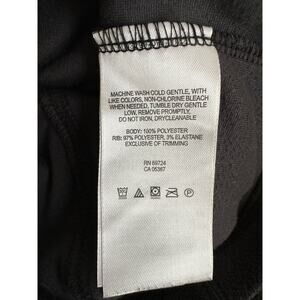 MACHINE WASH COLD GENTLE, WITH
LIKE COLORS, NON-CHLORINE BLEACH
WHEN NEEDED, TUMBLE DRY GENTLE
LOW, REMOVE PROMPTLY,
DO NOT IRON, DRYCLEANABLE
BODY: 100% POLYESTER
RIB: 97% POLYESTER, 3% ELASTANE
EXCLUSIVE OF TRIMMING
RN 69724
CA 05367
P